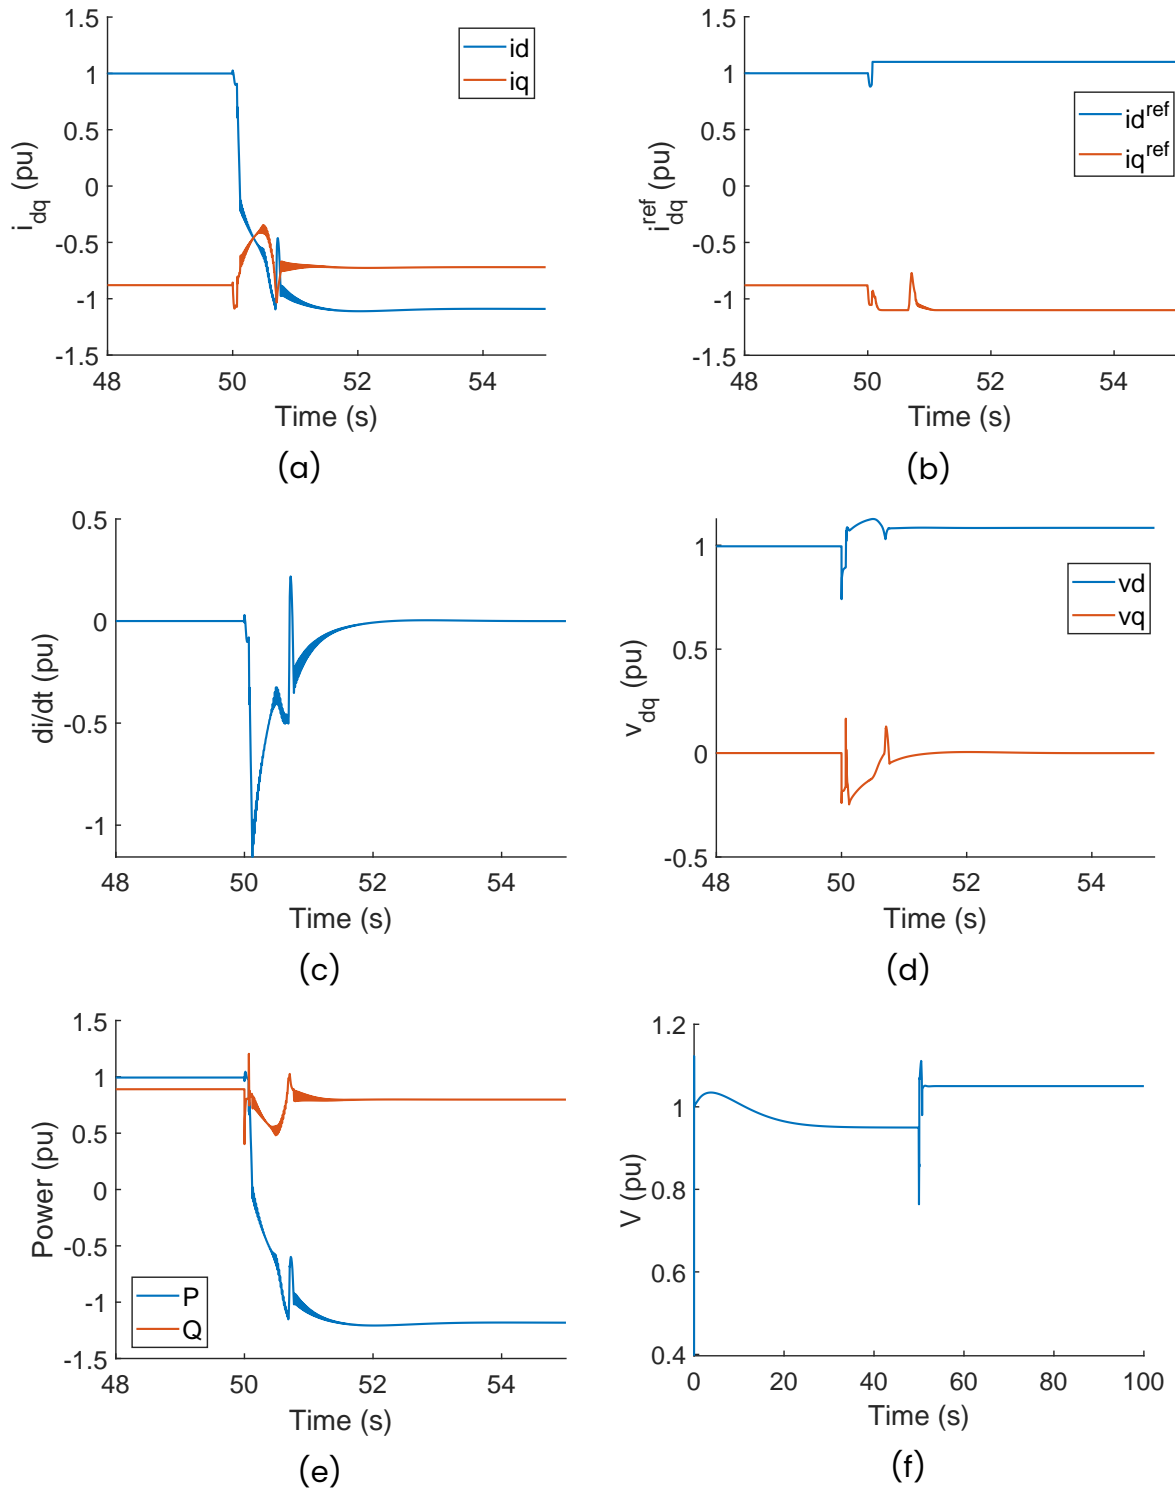 1.5
1
0.5
0
-0.5
-1
-1.5
i_dq (pu)
id
iq
48 50 52 54
Time (s)
(a)
1.5
1
0.5
0
-0.5
-1
-1.5
i_dq^ref (pu)
id^ref
iq^ref
48 50 52 54
Time (s)
(b)
0.5
0
-0.5
-1
di/dt (pu)
48 50 52 54
Time (s)
(c)
1
0.5
0
-0.5
v_dq (pu)
vd
vq
48 50 52 54
Time (s)
(d)
1.5
1
0.5
0
-0.5
-1
-1.5
Power (pu)
P
Q
48 50 52 54
Time (s)
(e)
1.2
1
0.8
0.6
0.4
V (pu)
0 20 40 60 80 100
Time (s)
(f)